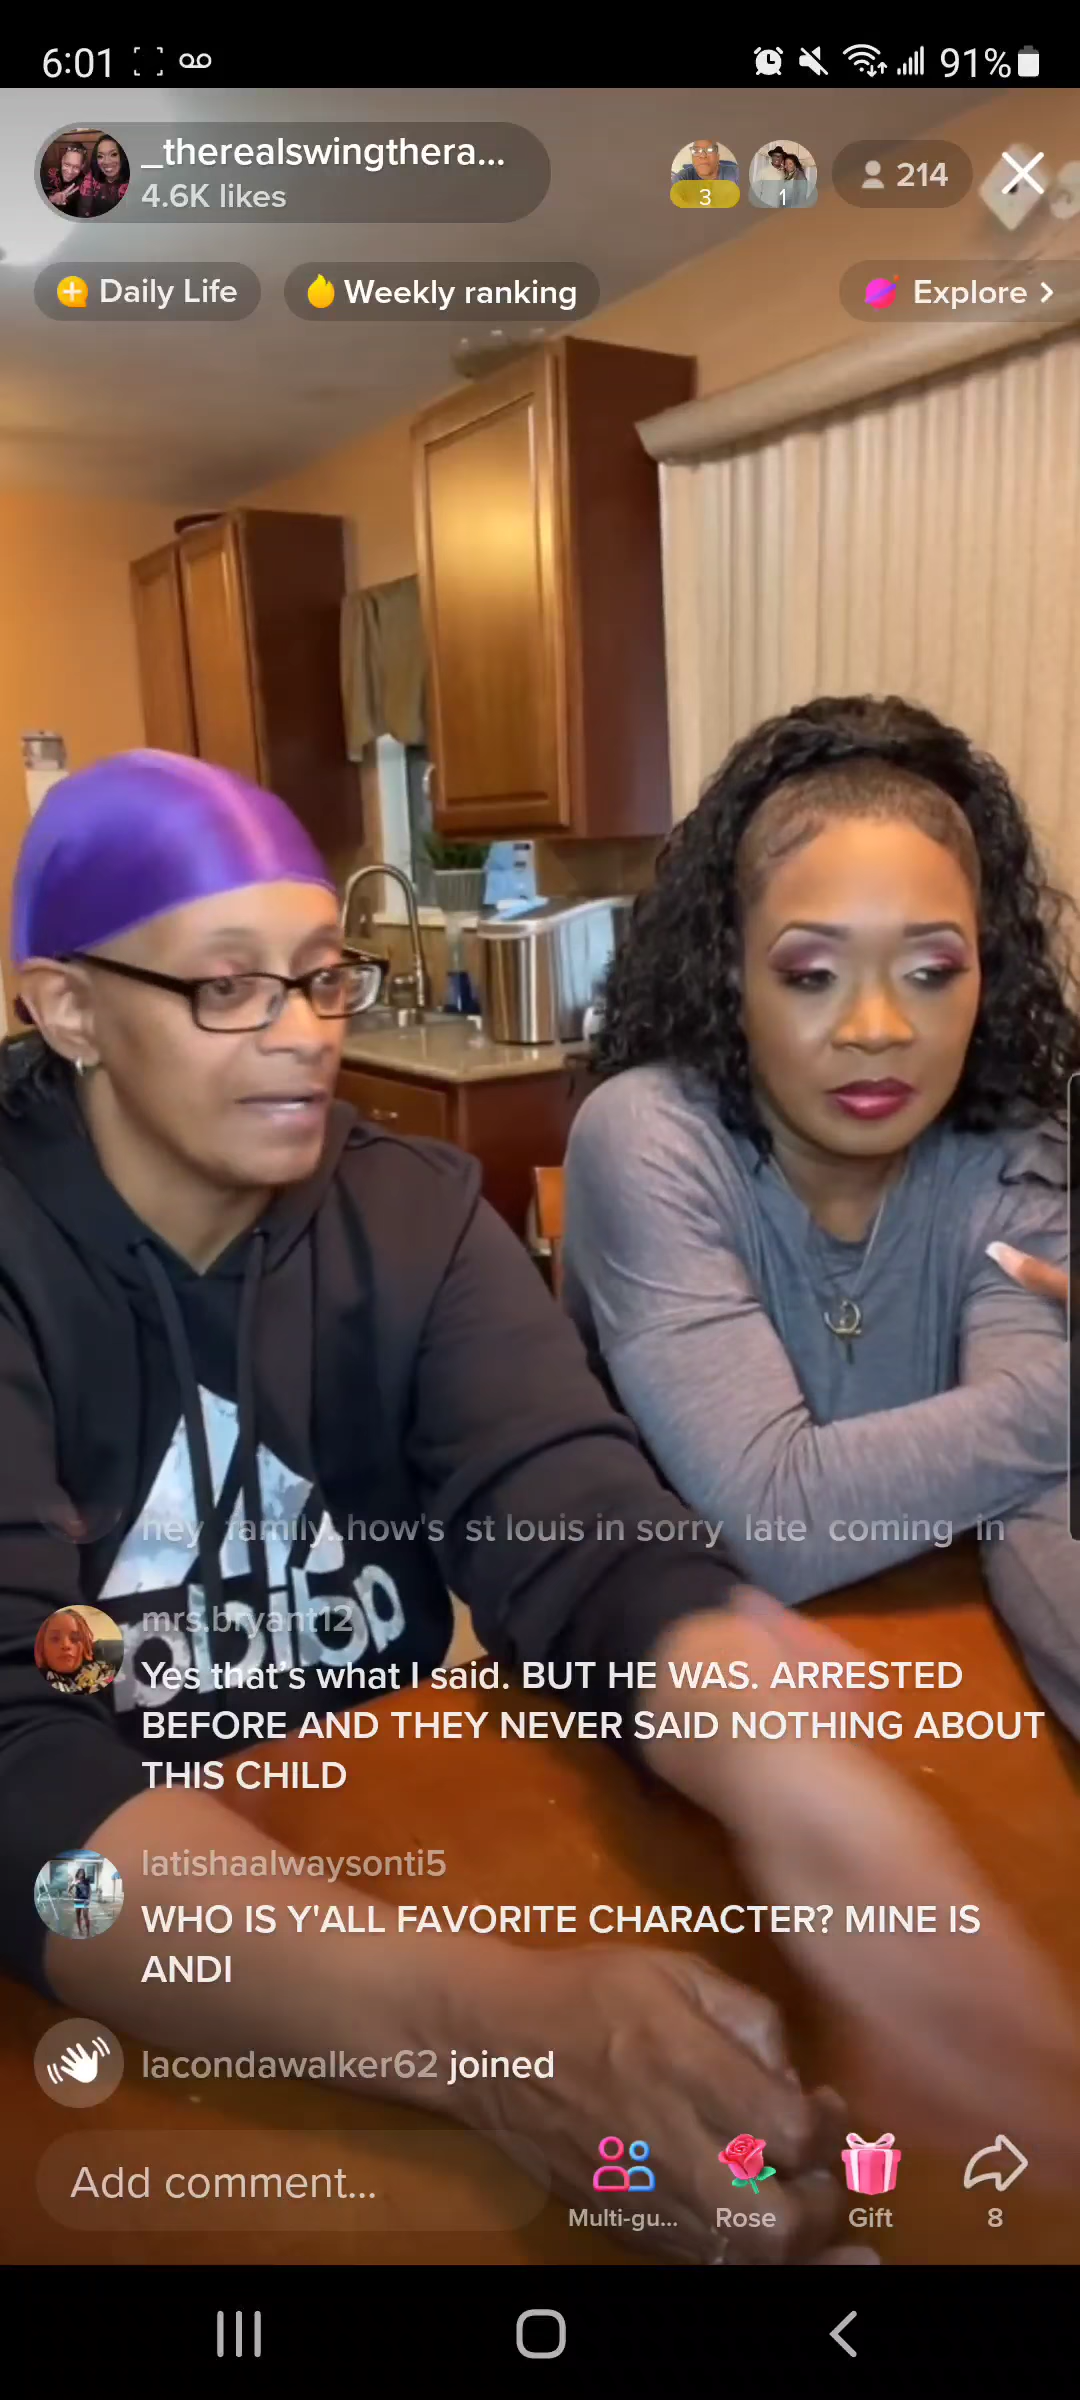 6:01
91%
_therealswingthera...
4.6K likes
3
1
214
Daily Life
Weekly ranking
Explore >
adidas
hey family..how's st louis in sorry late coming in
mrs.bryant12
Yes that's what I said. BUT HE WAS. ARRESTED
BEFORE AND THEY NEVER SAID NOTHING ABOUT
THIS CHILD
latishaalwaysonti5
WHO IS Y'ALL FAVORITE CHARACTER? MINE IS
ANDI
lacondawalker62 joined
Add comment...
Multi-gu...
Rose
Gift
8